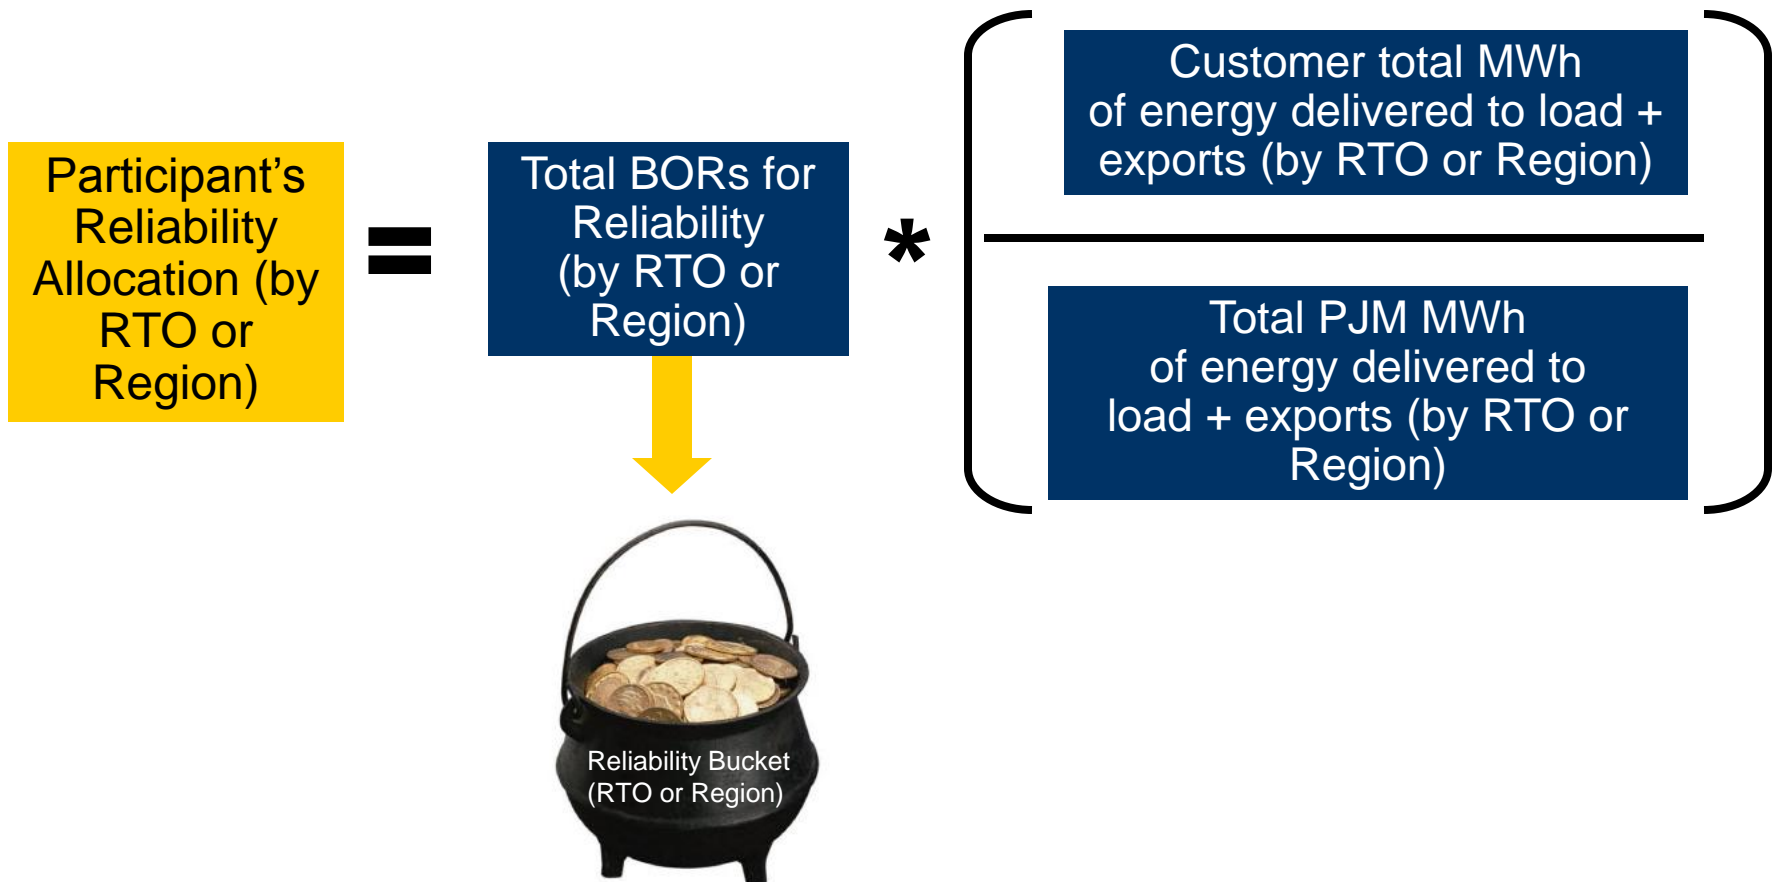 Participant's
Reliability
Allocation (by
RTO or
Region)
=
Total BORs for
Reliability
(by RTO or
Region)
*
Customer total MWh
of energy delivered to load +
exports (by RTO or Region)
Total PJM MWh
of energy delivered to
load + exports (by RTO or
Region)
Reliability Bucket
(RTO or Region)